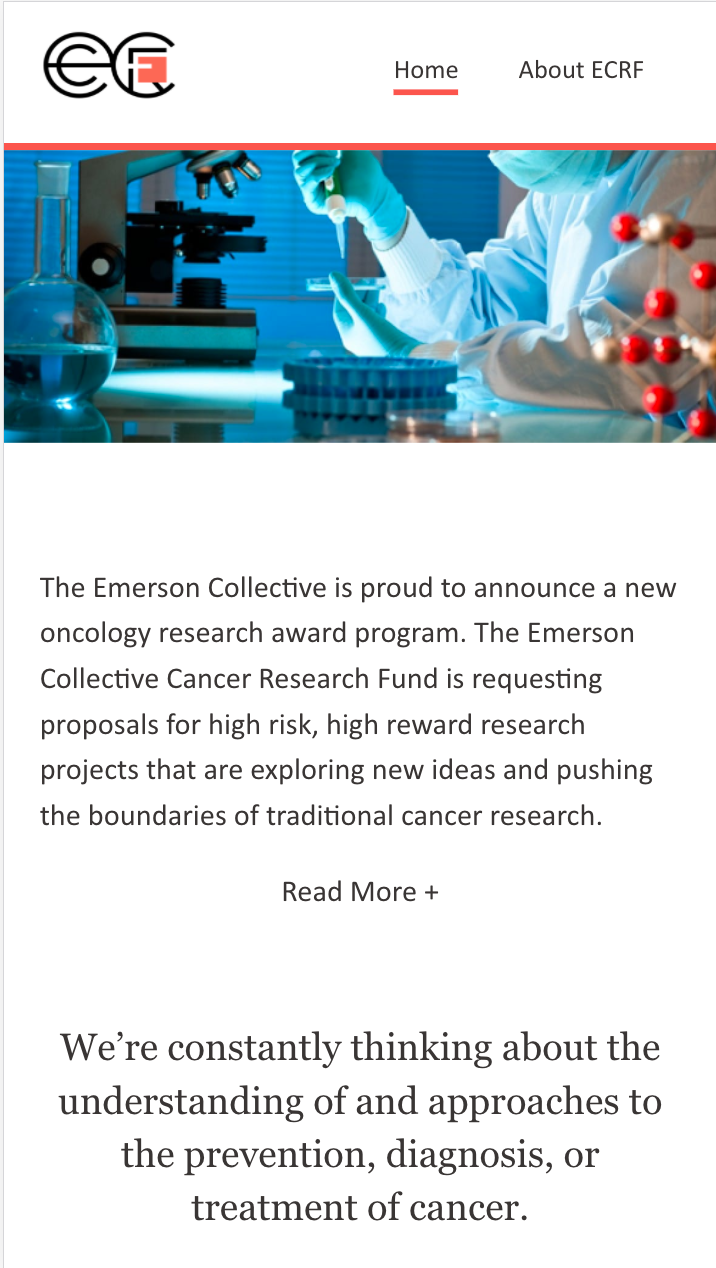 Home About ECRF
The Emerson Collective is proud to announce a new
oncology research award program. The Emerson
Collective Cancer Research Fund is requesting
proposals for high risk, high reward research
projects that are exploring new ideas and pushing
the boundaries of traditional cancer research.
Read More +
We’re constantly thinking about the
understanding of and approaches to
the prevention, diagnosis, or
treatment of cancer.